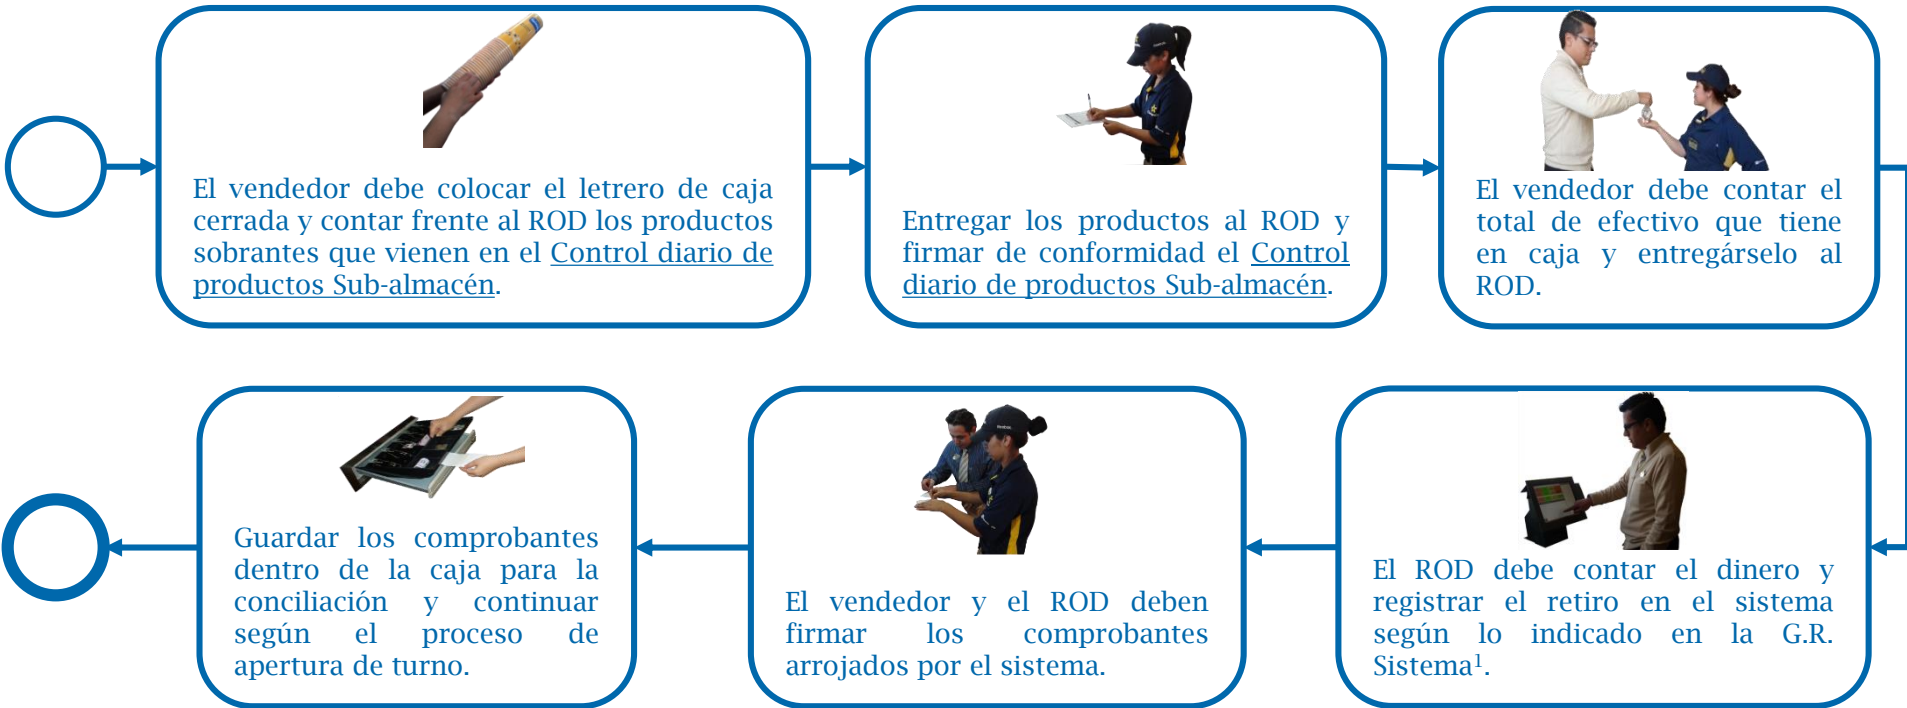 El vendedor debe colocar el letrero de caja
cerrada y contar frente al ROD los productos
sobrantes que vienen en el Control diario de
productos Sub-almacén.
Entregar los productos al ROD y
firmar de conformidad el Control
diario de productos Sub-almacén.
El vendedor debe contar el
total de efectivo que tiene
en caja y entregárselo al
ROD.
El ROD debe contar el dinero y
registrar el retiro en el sistema
según lo indicado en la G.R.
Sistema¹.
El vendedor y el ROD deben
firmar los comprobantes
arrojados por el sistema.
Guardar los comprobantes
dentro de la caja para la
conciliación y continuar
según el proceso de
apertura de turno.